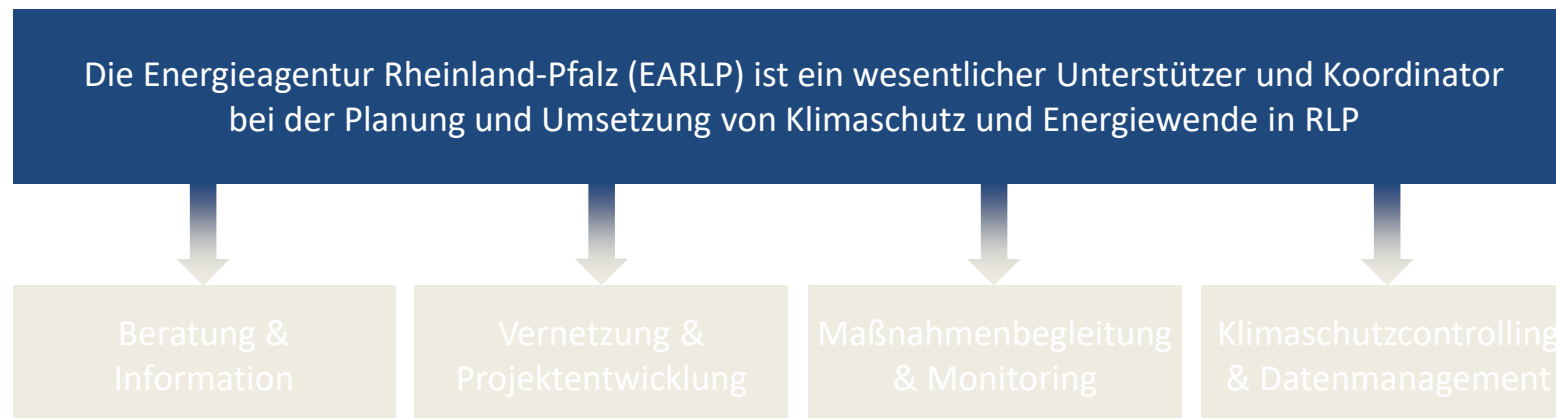 Die Energieagentur Rheinland-Pfalz (EARLP) ist ein wesentlicher Unterstützer und Koordinator
bei der Planung und Umsetzung von Klimaschutz und Energiewende in RLP
Beratung &
Information
Vernetzung &
Projektentwicklung
Maßnahmenbegleitung
& Monitoring
Klimaschutzcontrolling
& Datenmanagement